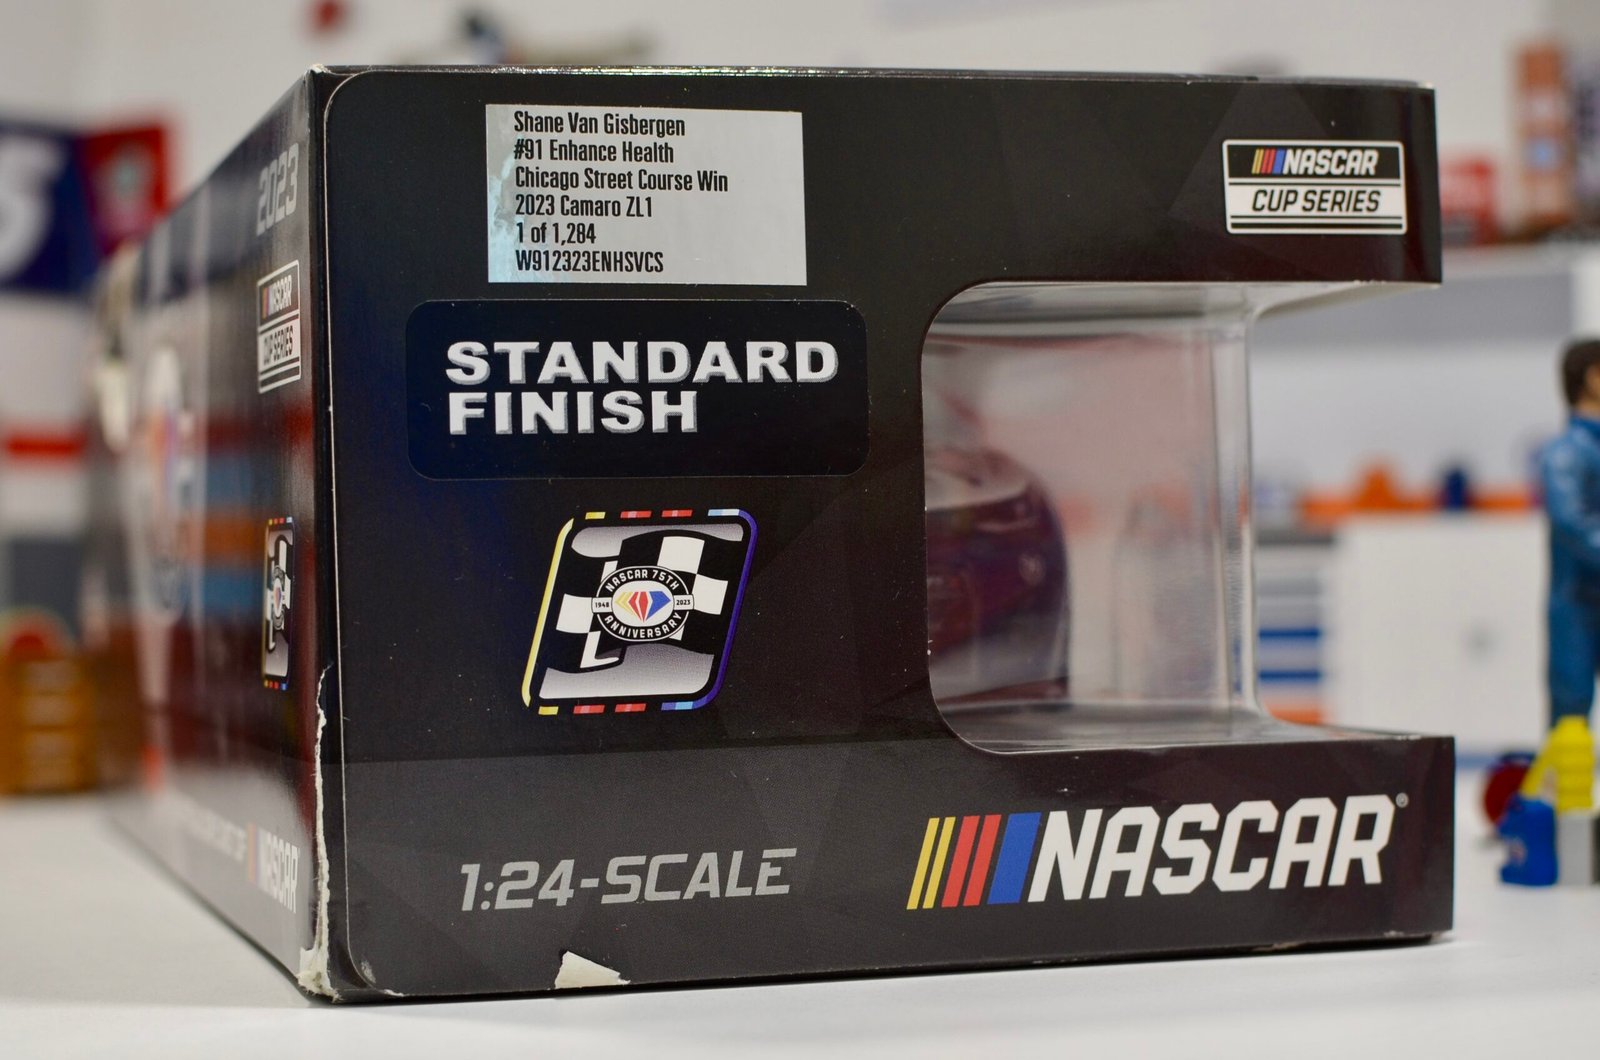 Shane Van Gisbergen
#91 Enhance Health
Chicago Street Course Win
2023 Camaro ZL1
1 of 1,284
W912323ENHSVCS
NASCAR
CUP SERIES
STANDARD
FINISH
NASCAR 75TH
1948 2023
ANNIVERSARY
1:24-SCALE
NASCAR®
2023
NASCAR
CUP SERIES
NASCAR